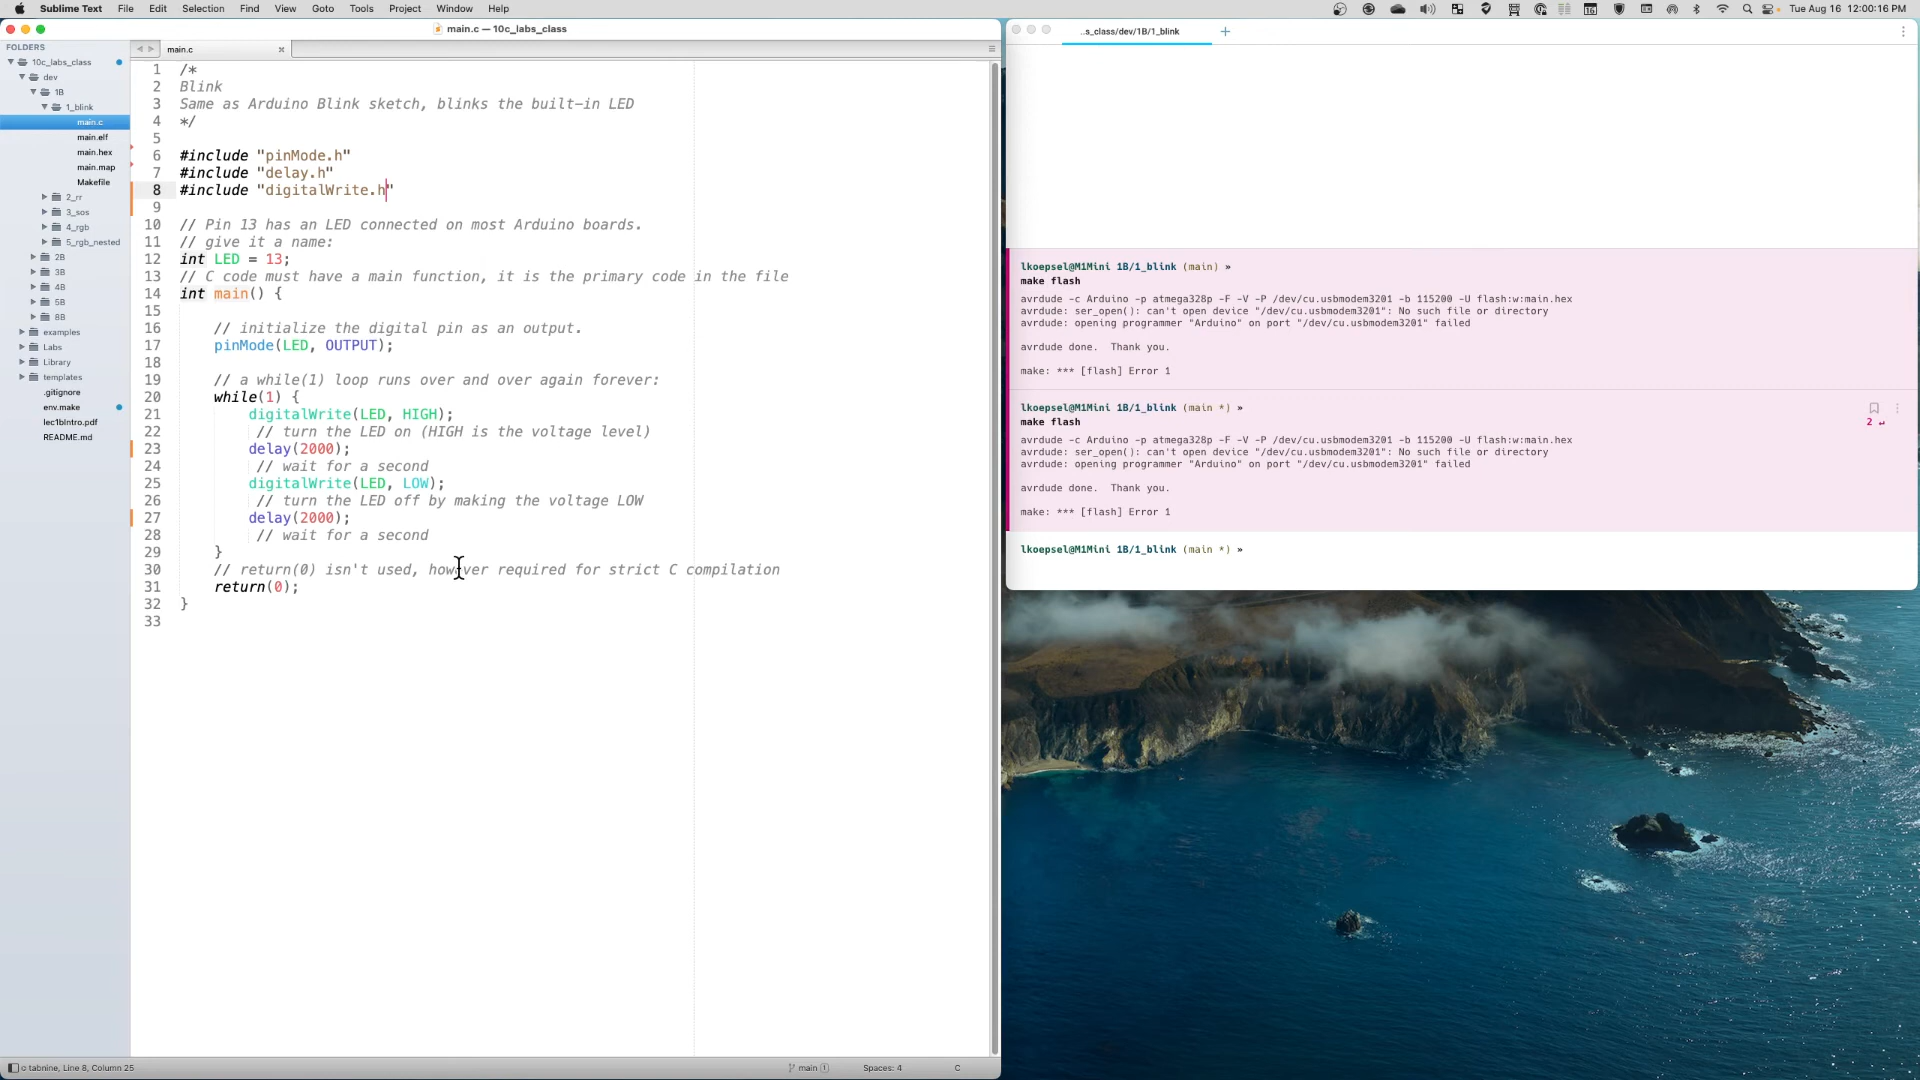 Sublime Text File Edit Selection Find View Goto Tools Project Window Help
16 Tue Aug 16 12:00:16 PM
main.c — 10c_labs_class
FOLDERS
10c_labs_class
dev
1B
1_blink
main.c
main.elf
main.hex
main.map
Makefile
2_rr
3_sos
4_rgb
5_rgb_nested
2B
3B
4B
5B
8B
examples
Labs
Library
templates
.gitignore
env.make
lec1bIntro.pdf
README.md
main.c
1 /*
2 Blink
3 Same as Arduino Blink sketch, blinks the built-in LED
4 */
5
6 #include "pinMode.h"
7 #include "delay.h"
8 #include "digitalWrite.h"
9
10 // Pin 13 has an LED connected on most Arduino boards.
11 // give it a name:
12 int LED = 13;
13 // C code must have a main function, it is the primary code in the file
14 int main() {
15
16 // initialize the digital pin as an output.
17 pinMode(LED, OUTPUT);
18
19 // a while(1) loop runs over and over again forever:
20 while(1) {
21 digitalWrite(LED, HIGH);
22 // turn the LED on (HIGH is the voltage level)
23 delay(2000);
24 // wait for a second
25 digitalWrite(LED, LOW);
26 // turn the LED off by making the voltage LOW
27 delay(2000);
28 // wait for a second
29 }
30 // return(0) isn't used, however required for strict C compilation
31 return(0);
32 }
33
c tabnine, Line 8, Column 25
main 1
Spaces: 4
C
..s_class/dev/1B/1_blink
lkoepsel@M1Mini 1B/1_blink (main) »
make flash
avrdude -c Arduino -p atmega328p -F -V -P /dev/cu.usbmodem3201 -b 115200 -U flash:w:main.hex
avrdude: ser_open(): can't open device "/dev/cu.usbmodem3201": No such file or directory
avrdude: opening programmer "Arduino" on port "/dev/cu.usbmodem3201" failed
avrdude done. Thank you.
make: *** [flash] Error 1
lkoepsel@M1Mini 1B/1_blink (main *) »
make flash
2 ↵
avrdude -c Arduino -p atmega328p -F -V -P /dev/cu.usbmodem3201 -b 115200 -U flash:w:main.hex
avrdude: ser_open(): can't open device "/dev/cu.usbmodem3201": No such file or directory
avrdude: opening programmer "Arduino" on port "/dev/cu.usbmodem3201" failed
avrdude done. Thank you.
make: *** [flash] Error 1
lkoepsel@M1Mini 1B/1_blink (main *) »